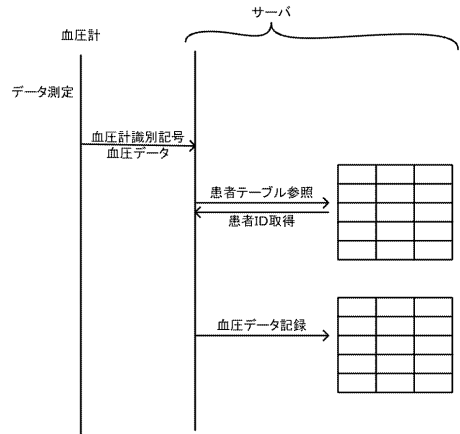 サーバ
血圧計
データ測定
血圧計識別記号
血圧データ
患者テーブル参照
患者ID取得
血圧データ記録